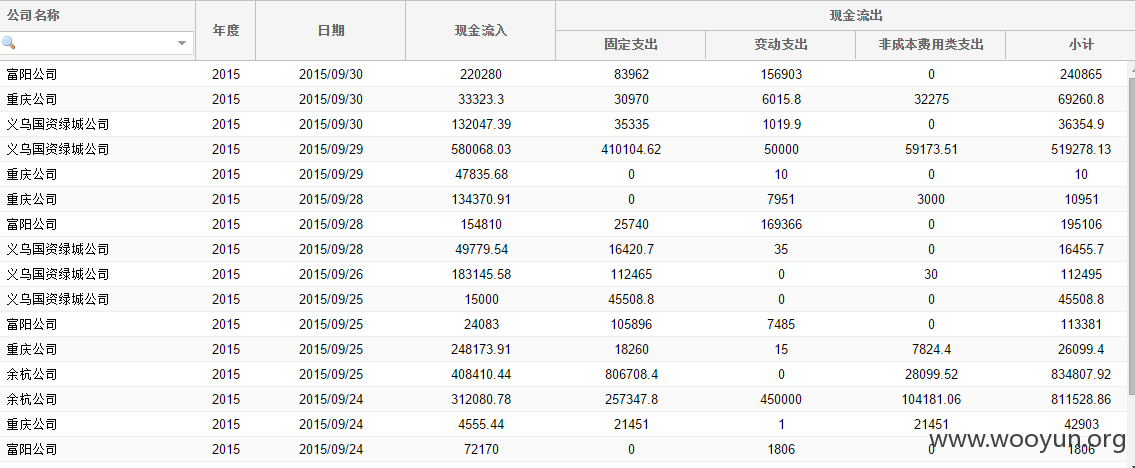 公司名称 年度 日期 现金流入 现金流出
固定支出 变动支出 非成本费用类支出 小计
富阳公司 2015 2015/09/30 220280 83962 156903 0 240865
重庆公司 2015 2015/09/30 33323.3 30970 6015.8 32275 69260.8
义乌国资绿城公司 2015 2015/09/30 132047.39 35335 1019.9 0 36354.9
义乌国资绿城公司 2015 2015/09/29 580068.03 410104.62 50000 59173.51 519278.13
重庆公司 2015 2015/09/29 47835.68 0 10 0 10
重庆公司 2015 2015/09/28 134370.91 0 7951 3000 10951
富阳公司 2015 2015/09/28 154810 25740 169366 0 195106
义乌国资绿城公司 2015 2015/09/28 49779.54 16420.7 35 0 16455.7
义乌国资绿城公司 2015 2015/09/26 183145.58 112465 0 30 112495
义乌国资绿城公司 2015 2015/09/25 15000 45508.8 0 0 45508.8
富阳公司 2015 2015/09/25 24083 105896 7485 0 113381
重庆公司 2015 2015/09/25 248173.91 18260 15 7824.4 26099.4
余杭公司 2015 2015/09/25 408410.44 806708.4 0 28099.52 834807.92
余杭公司 2015 2015/09/24 312080.78 257347.8 450000 104181.06 811528.86
重庆公司 2015 2015/09/24 4555.44 21451 1 21451 42903
富阳公司 2015 2015/09/24 72170 0 1806 0 1806
www.wooyun.org